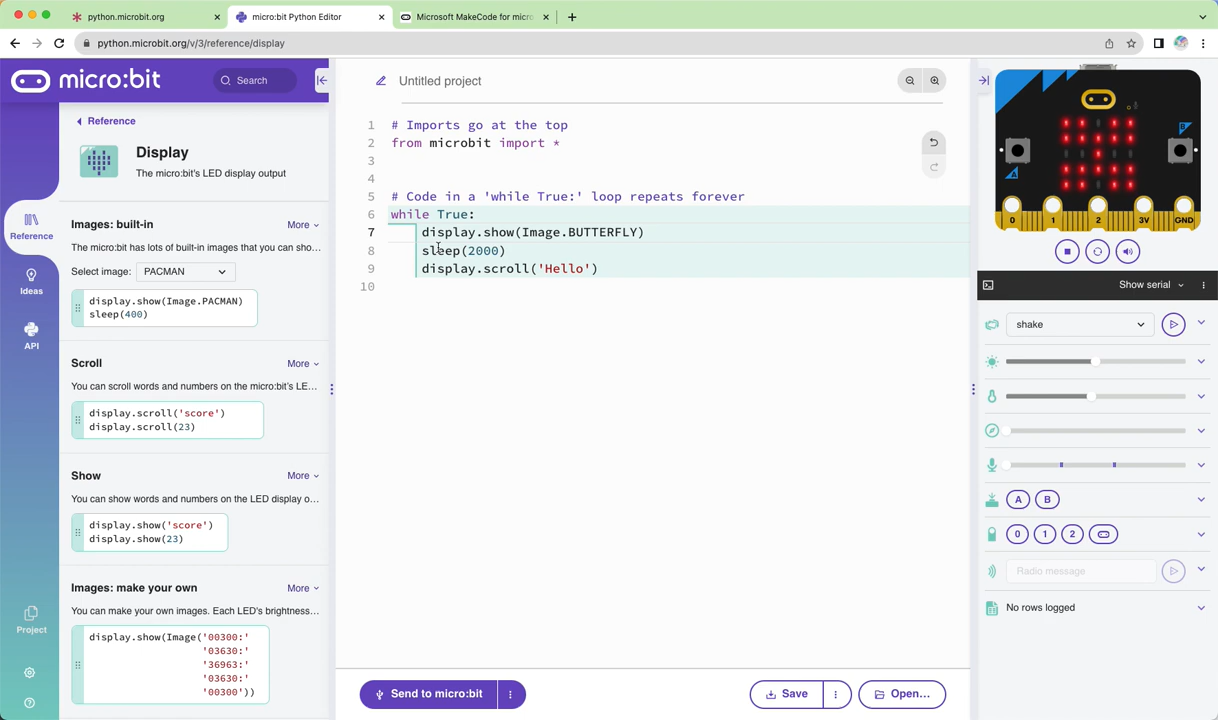 python.microbit.org
micro:bit Python Editor
Microsoft MakeCode for micro
python.microbit.org/v/3/reference/display
micro:bit
Search
Reference
Ideas
API
Project
Reference
Display
The micro:bit's LED display output
Images: built-in
More
The micro:bit has lots of built-in images that you can sho…
Select image:
PACMAN
display.show(Image.PACMAN)
sleep(400)
Scroll
More
You can scroll words and numbers on the micro:bit's LE…
display.scroll('score')
display.scroll(23)
Show
More
You can show words and numbers on the LED display o…
display.show('score')
display.show(23)
Images: make your own
More
You can make your own images. Each LED's brightness…
display.show(Image('00300:'
'03630:'
'36963:'
'03630:'
'00300'))
Untitled project
1 # Imports go at the top
2 from microbit import *
3
4
5 # Code in a 'while True:' loop repeats forever
6 while True:
7 display.show(Image.BUTTERFLY)
8 sleep(2000)
9 display.scroll('Hello')
10
Send to micro:bit
Save
Open...
A
B
0 1 2 3V GND
Show serial
shake
A B
0 1 2
Radio message
No rows logged